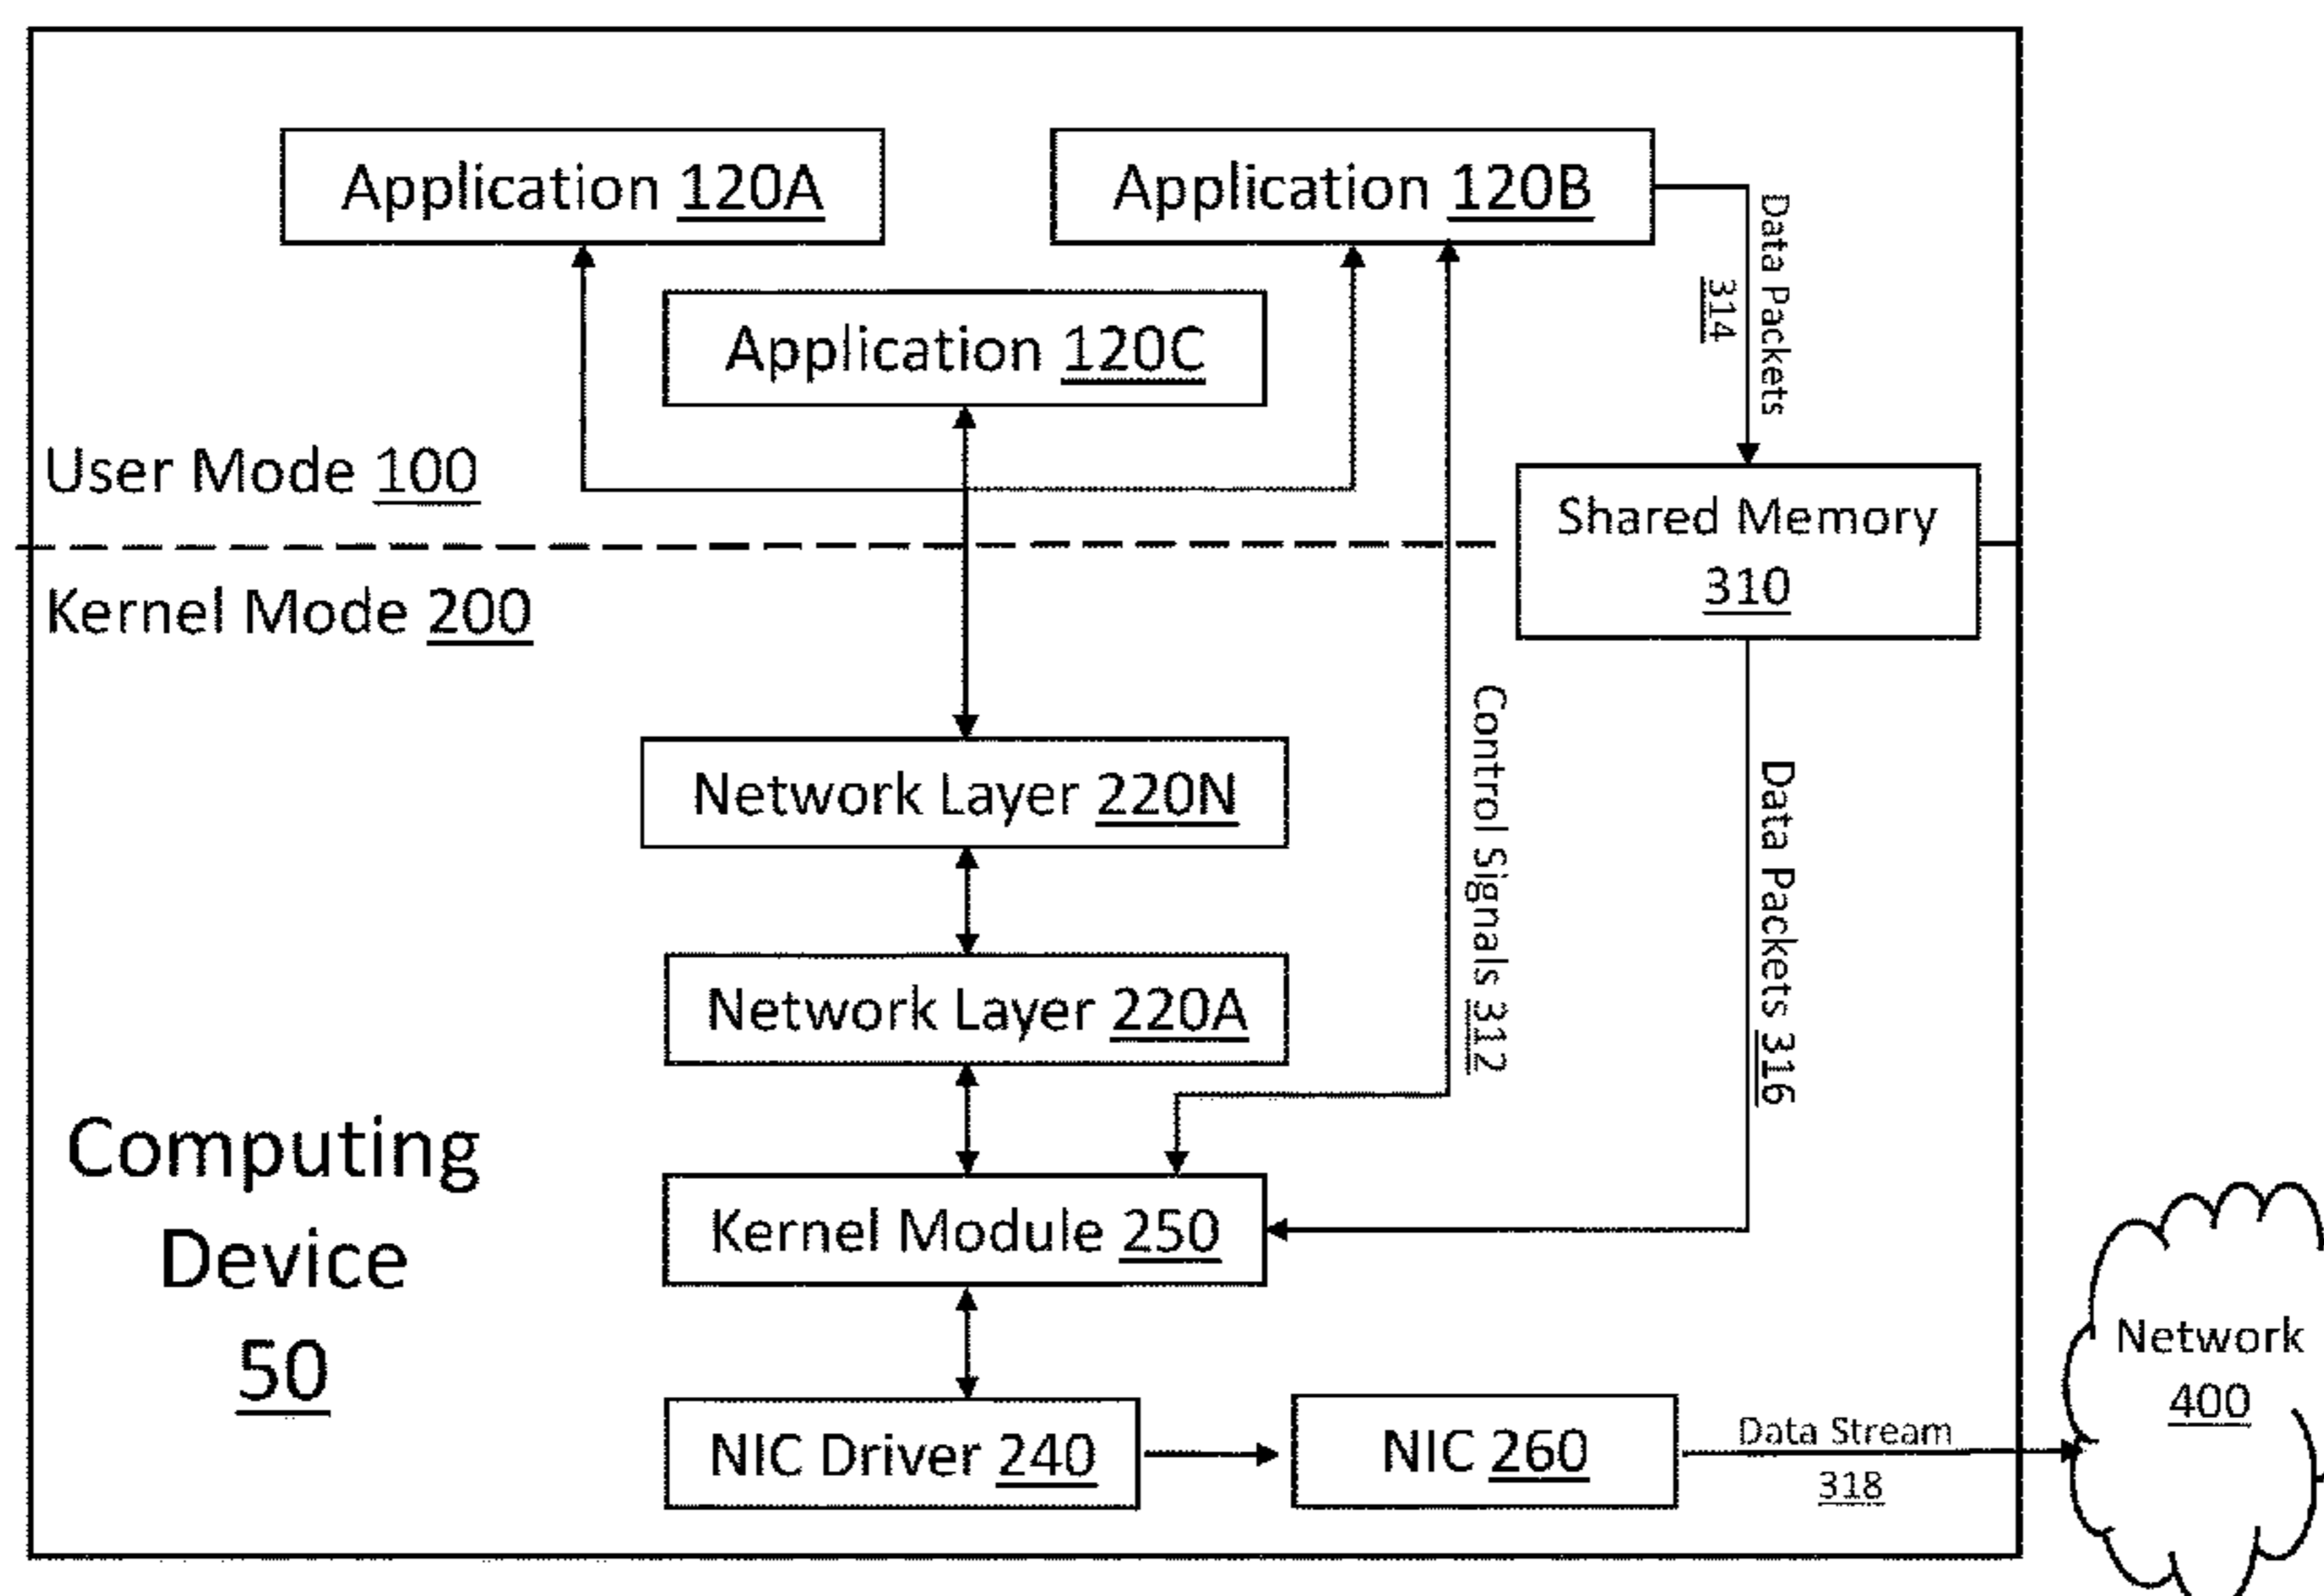 Application 120A
Application 120B
Data Packets
314
Application 120C
User Mode 100
Shared Memory
310
Kernel Mode 200
Control Signals 312
Network Layer 220N
Data Packets 316
Network Layer 220A
Computing
Device
50
Kernel Module 250
Network
400
NIC Driver 240
NIC 260
Data Stream
318